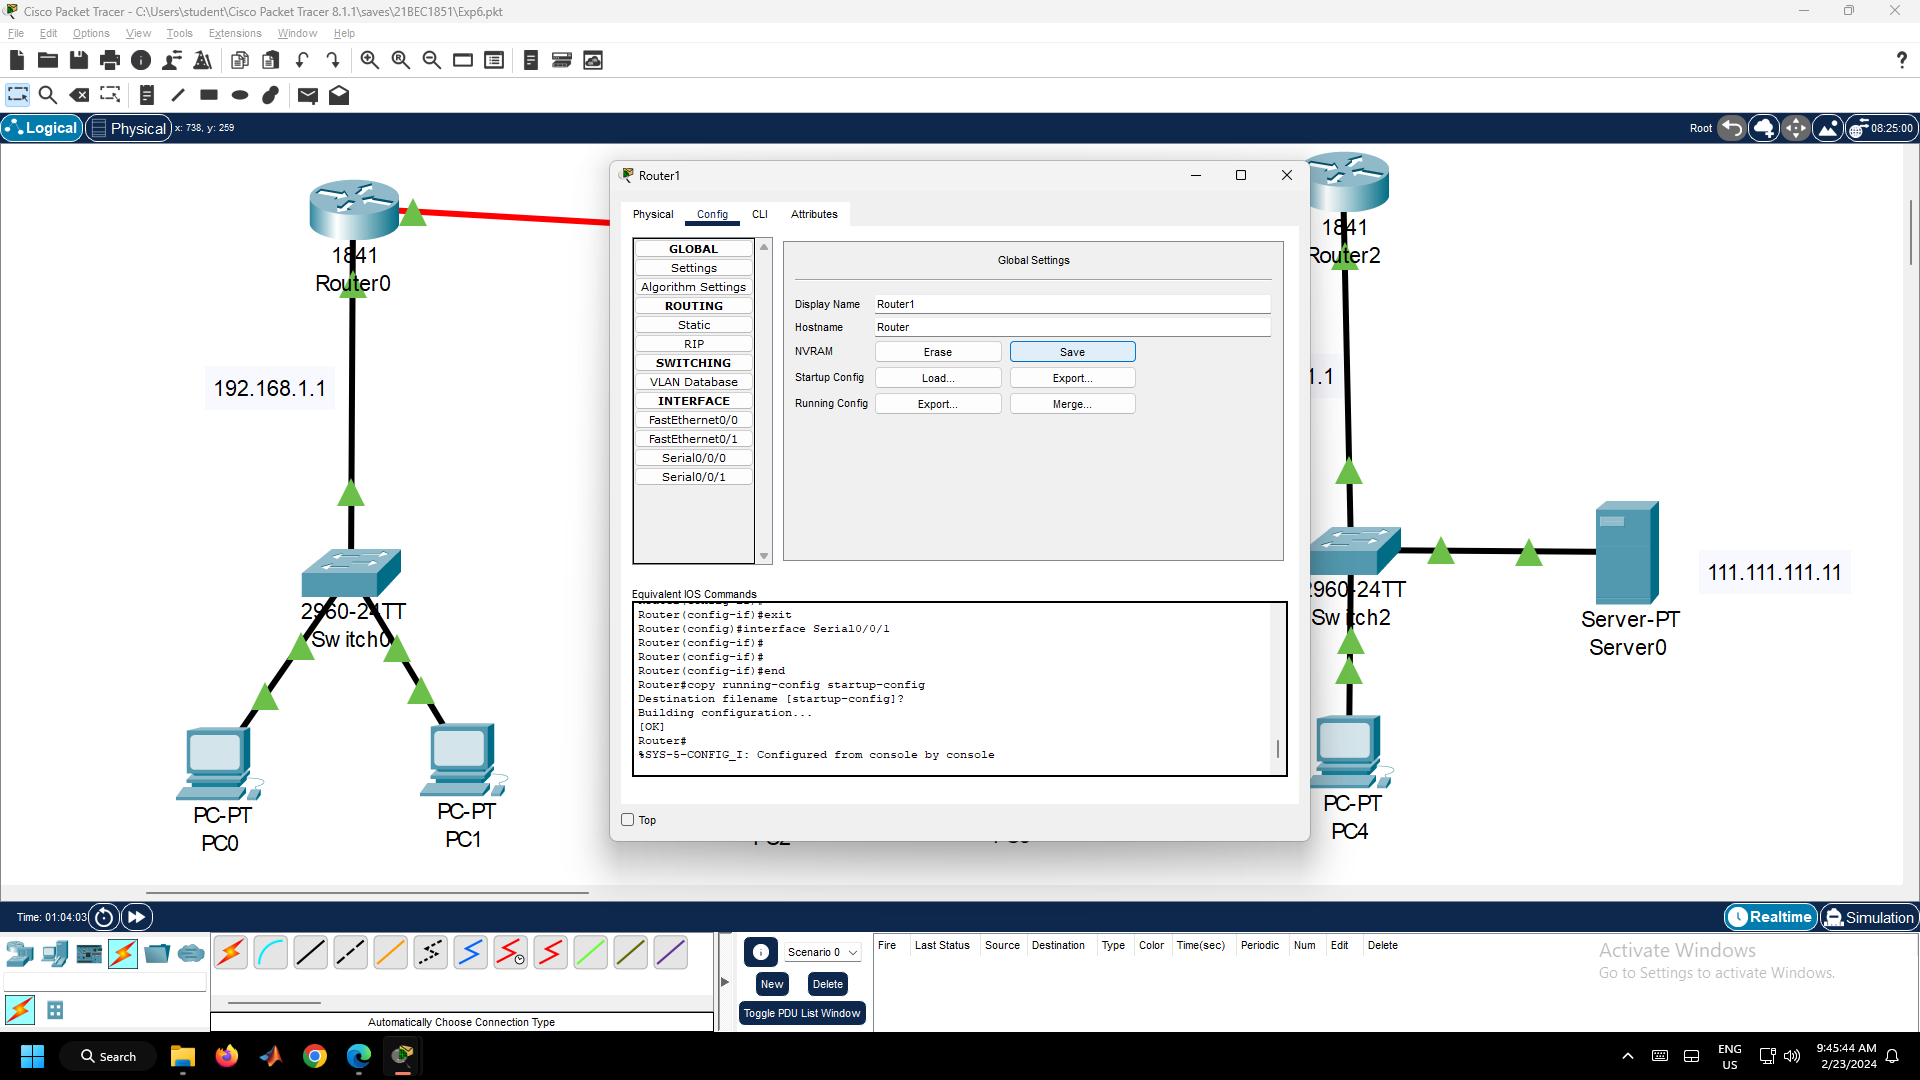 Cisco Packet Tracer - C:\Users\student\Cisco Packet Tracer 8.1.1\saves\21BEC1851\Exp6.pkt
File Edit Options View Tools Extensions Window Help
Logical Physical x: 738, y: 259
Root 08:25:00
Router1
Physical Config CLI Attributes
GLOBAL
Settings
Algorithm Settings
ROUTING
Static
RIP
SWITCHING
VLAN Database
INTERFACE
FastEthernet0/0
FastEthernet0/1
Serial0/0/0
Serial0/0/1
Global Settings
Display Name Router1
Hostname Router
NVRAM Erase Save
Startup Config Load... Export...
Running Config Export... Merge...
Equivalent IOS Commands
Router(config-if)#exit
Router(config)#interface Serial0/0/1
Router(config-if)#
Router(config-if)#
Router(config-if)#end
Router#copy running-config startup-config
Destination filename [startup-config]?
Building configuration...
[OK]
Router#
%SYS-5-CONFIG_I: Configured from console by console
Top
1841
Router0
192.168.1.1
2960-24TT
Switch0
PC-PT
PC0
PC-PT
PC1
1841
Router2
.1
2960-24TT
Switch2
Server-PT
Server0
111.111.111.11
PC-PT
PC4
Time: 01:04:03
Realtime Simulation
Automatically Choose Connection Type
Scenario 0
New Delete
Toggle PDU List Window
Fire Last Status Source Destination Type Color Time(sec) Periodic Num Edit Delete
Activate Windows
Go to Settings to activate Windows.
Search
ENG
US
9:45:44 AM
2/23/2024